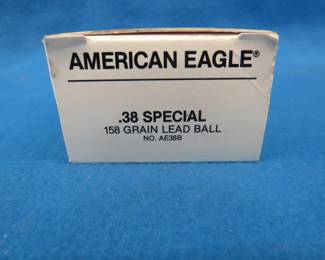 AMERICAN EAGLE®
.38 SPECIAL
158 GRAIN LEAD BALL
NO. AE38B